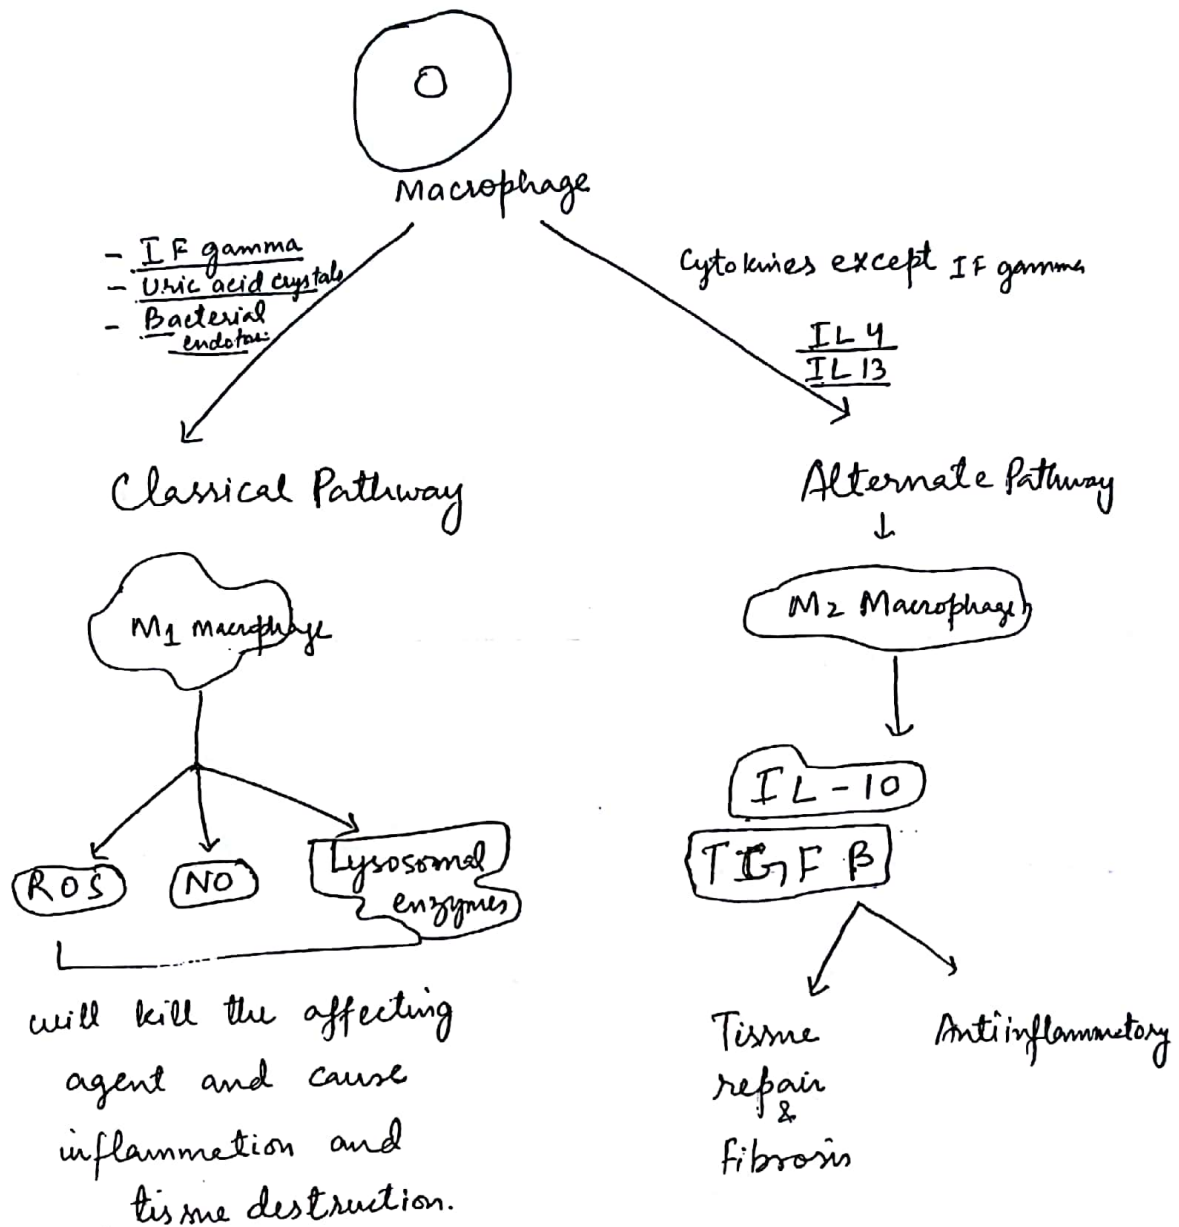 Macrophage
- IF gamma
- Uric acid crystals
- Bacterial
endotoxi
Cytokines except IF gamma
IL 4
IL 13
Classical Pathway
Alternate Pathway
M1 macrophage
M2 Macrophage
ROS
NO
Lysosomal
enzymes
IL-10
TGF β
will kill the affecting
agent and cause
inflammetion and
tissue destruction.
Tissue
repair
&
fibrosis
Antiinflammetory